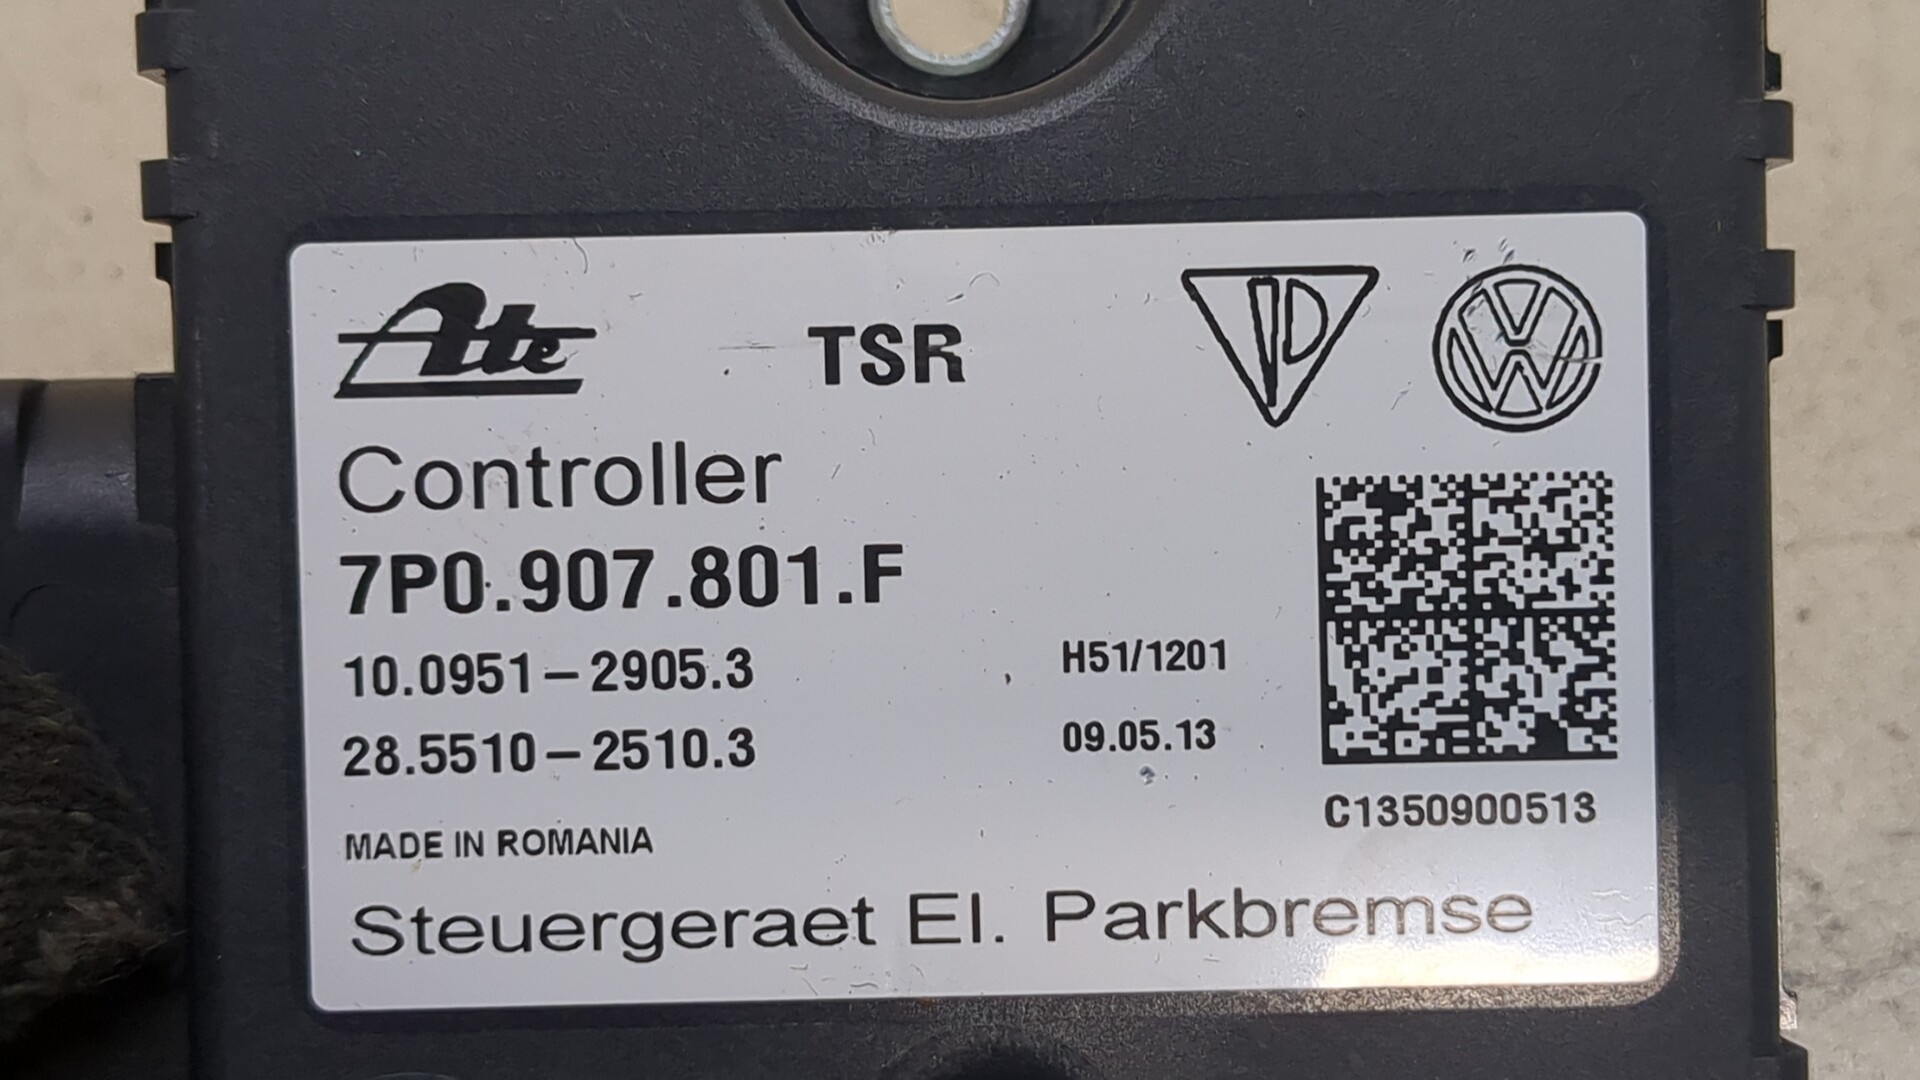 Ate TSR
Controller
7P0.907.801.F
10.0951-2905.3 H51/1201
28.5510-2510.3 09.05.13
C1350900513
MADE IN ROMANIA
Steuergeraet El. Parkbremse